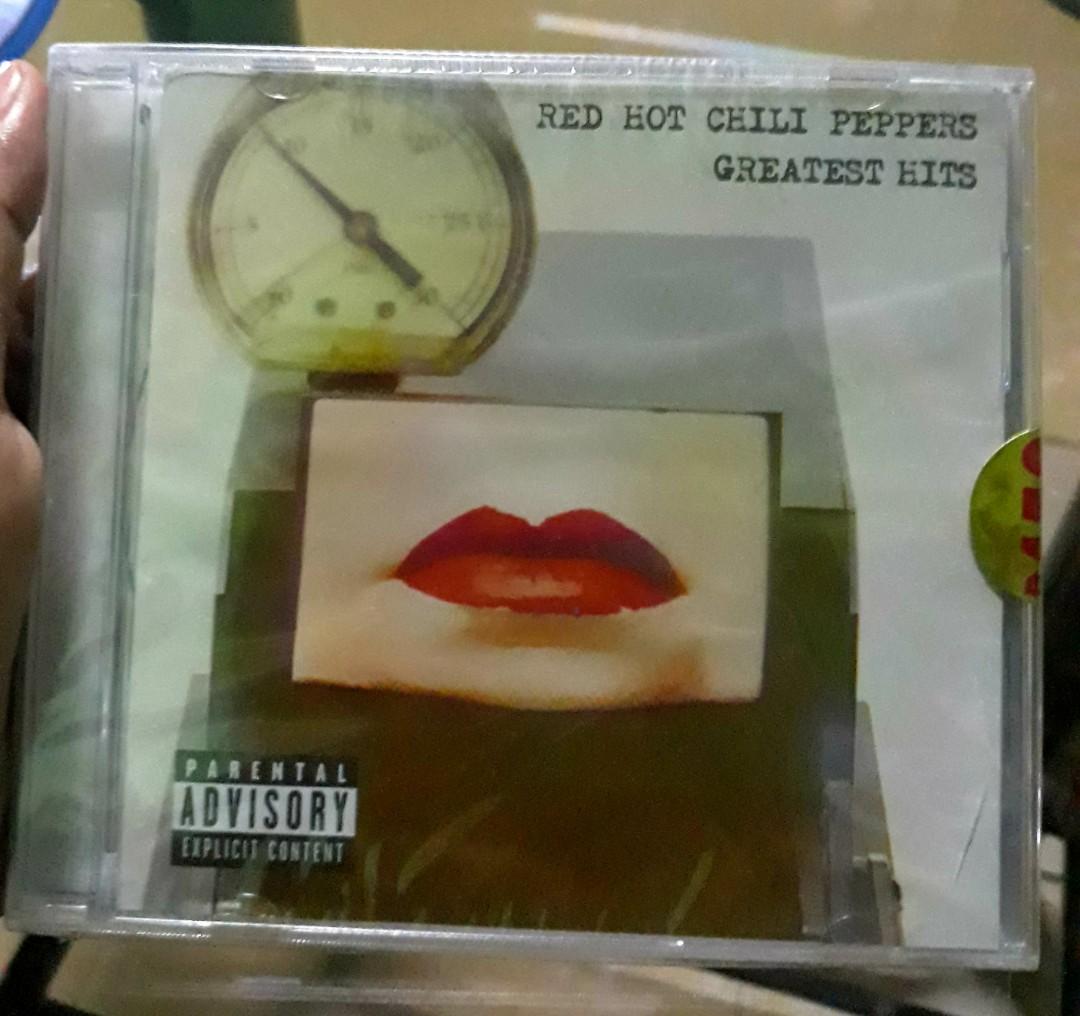 RED HOT CHILI PEPPERS
GREATEST HITS
PARENTAL
ADVISORY
EXPLICIT CONTENT